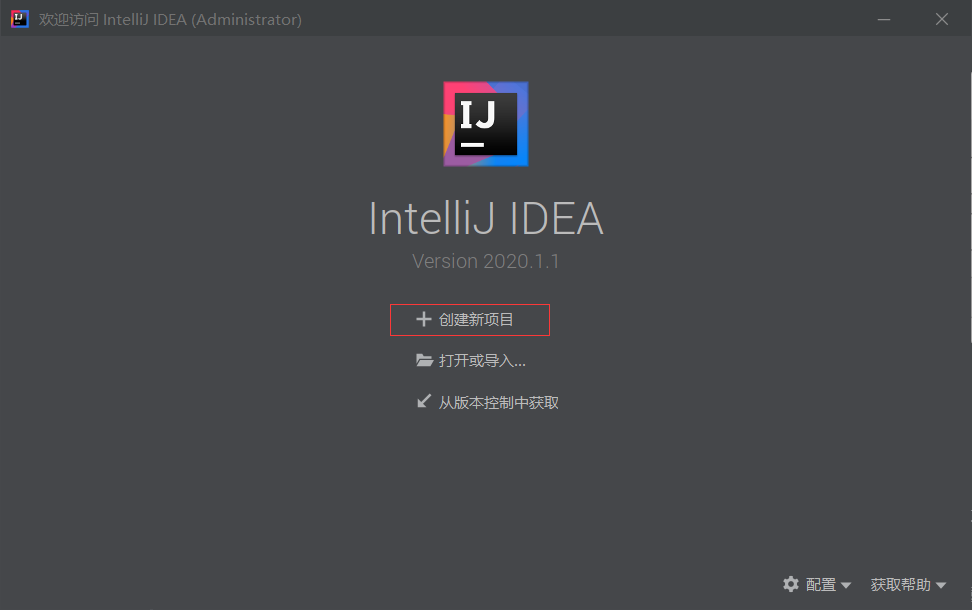 欢迎访问 IntelliJ IDEA (Administrator)
IJ
IntelliJ IDEA
Version 2020.1.1
创建新项目
打开或导入...
从版本控制中获取
配置 获取帮助